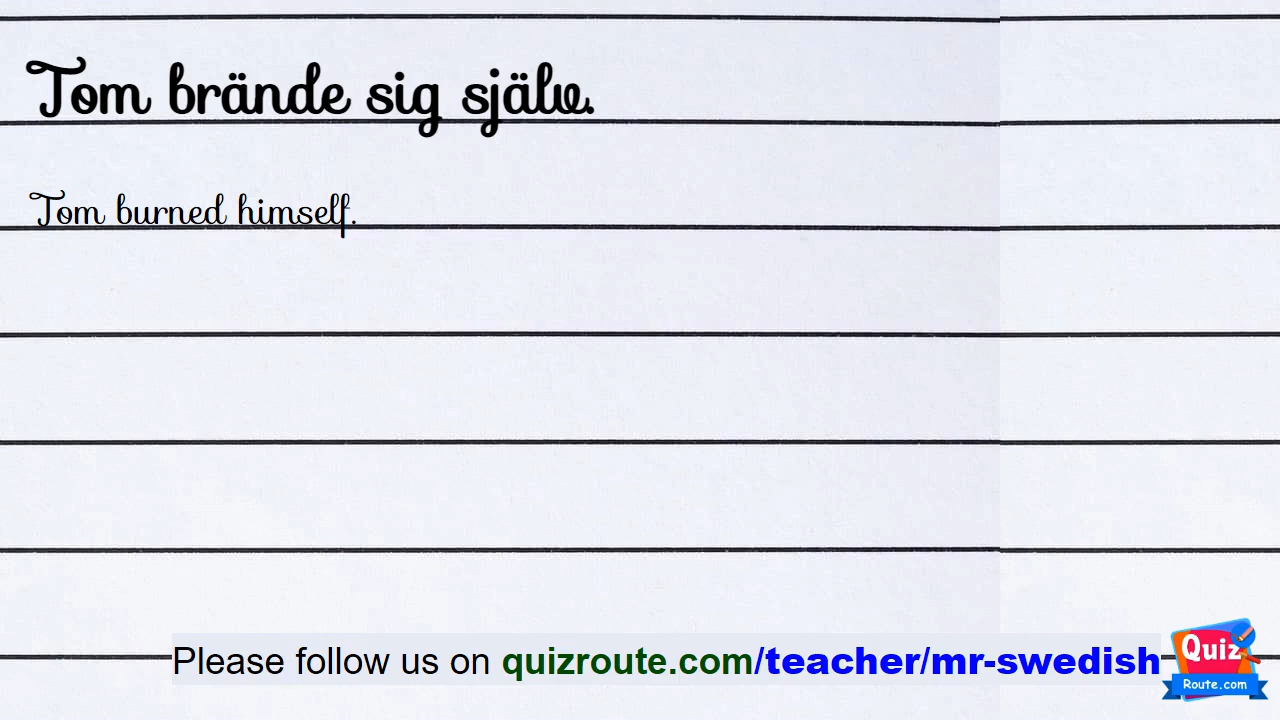 Tom brände sig själv.
Tom burned himself.
Please follow us on quizroute.com/teacher/mr-swedish
Quiz
Route.com